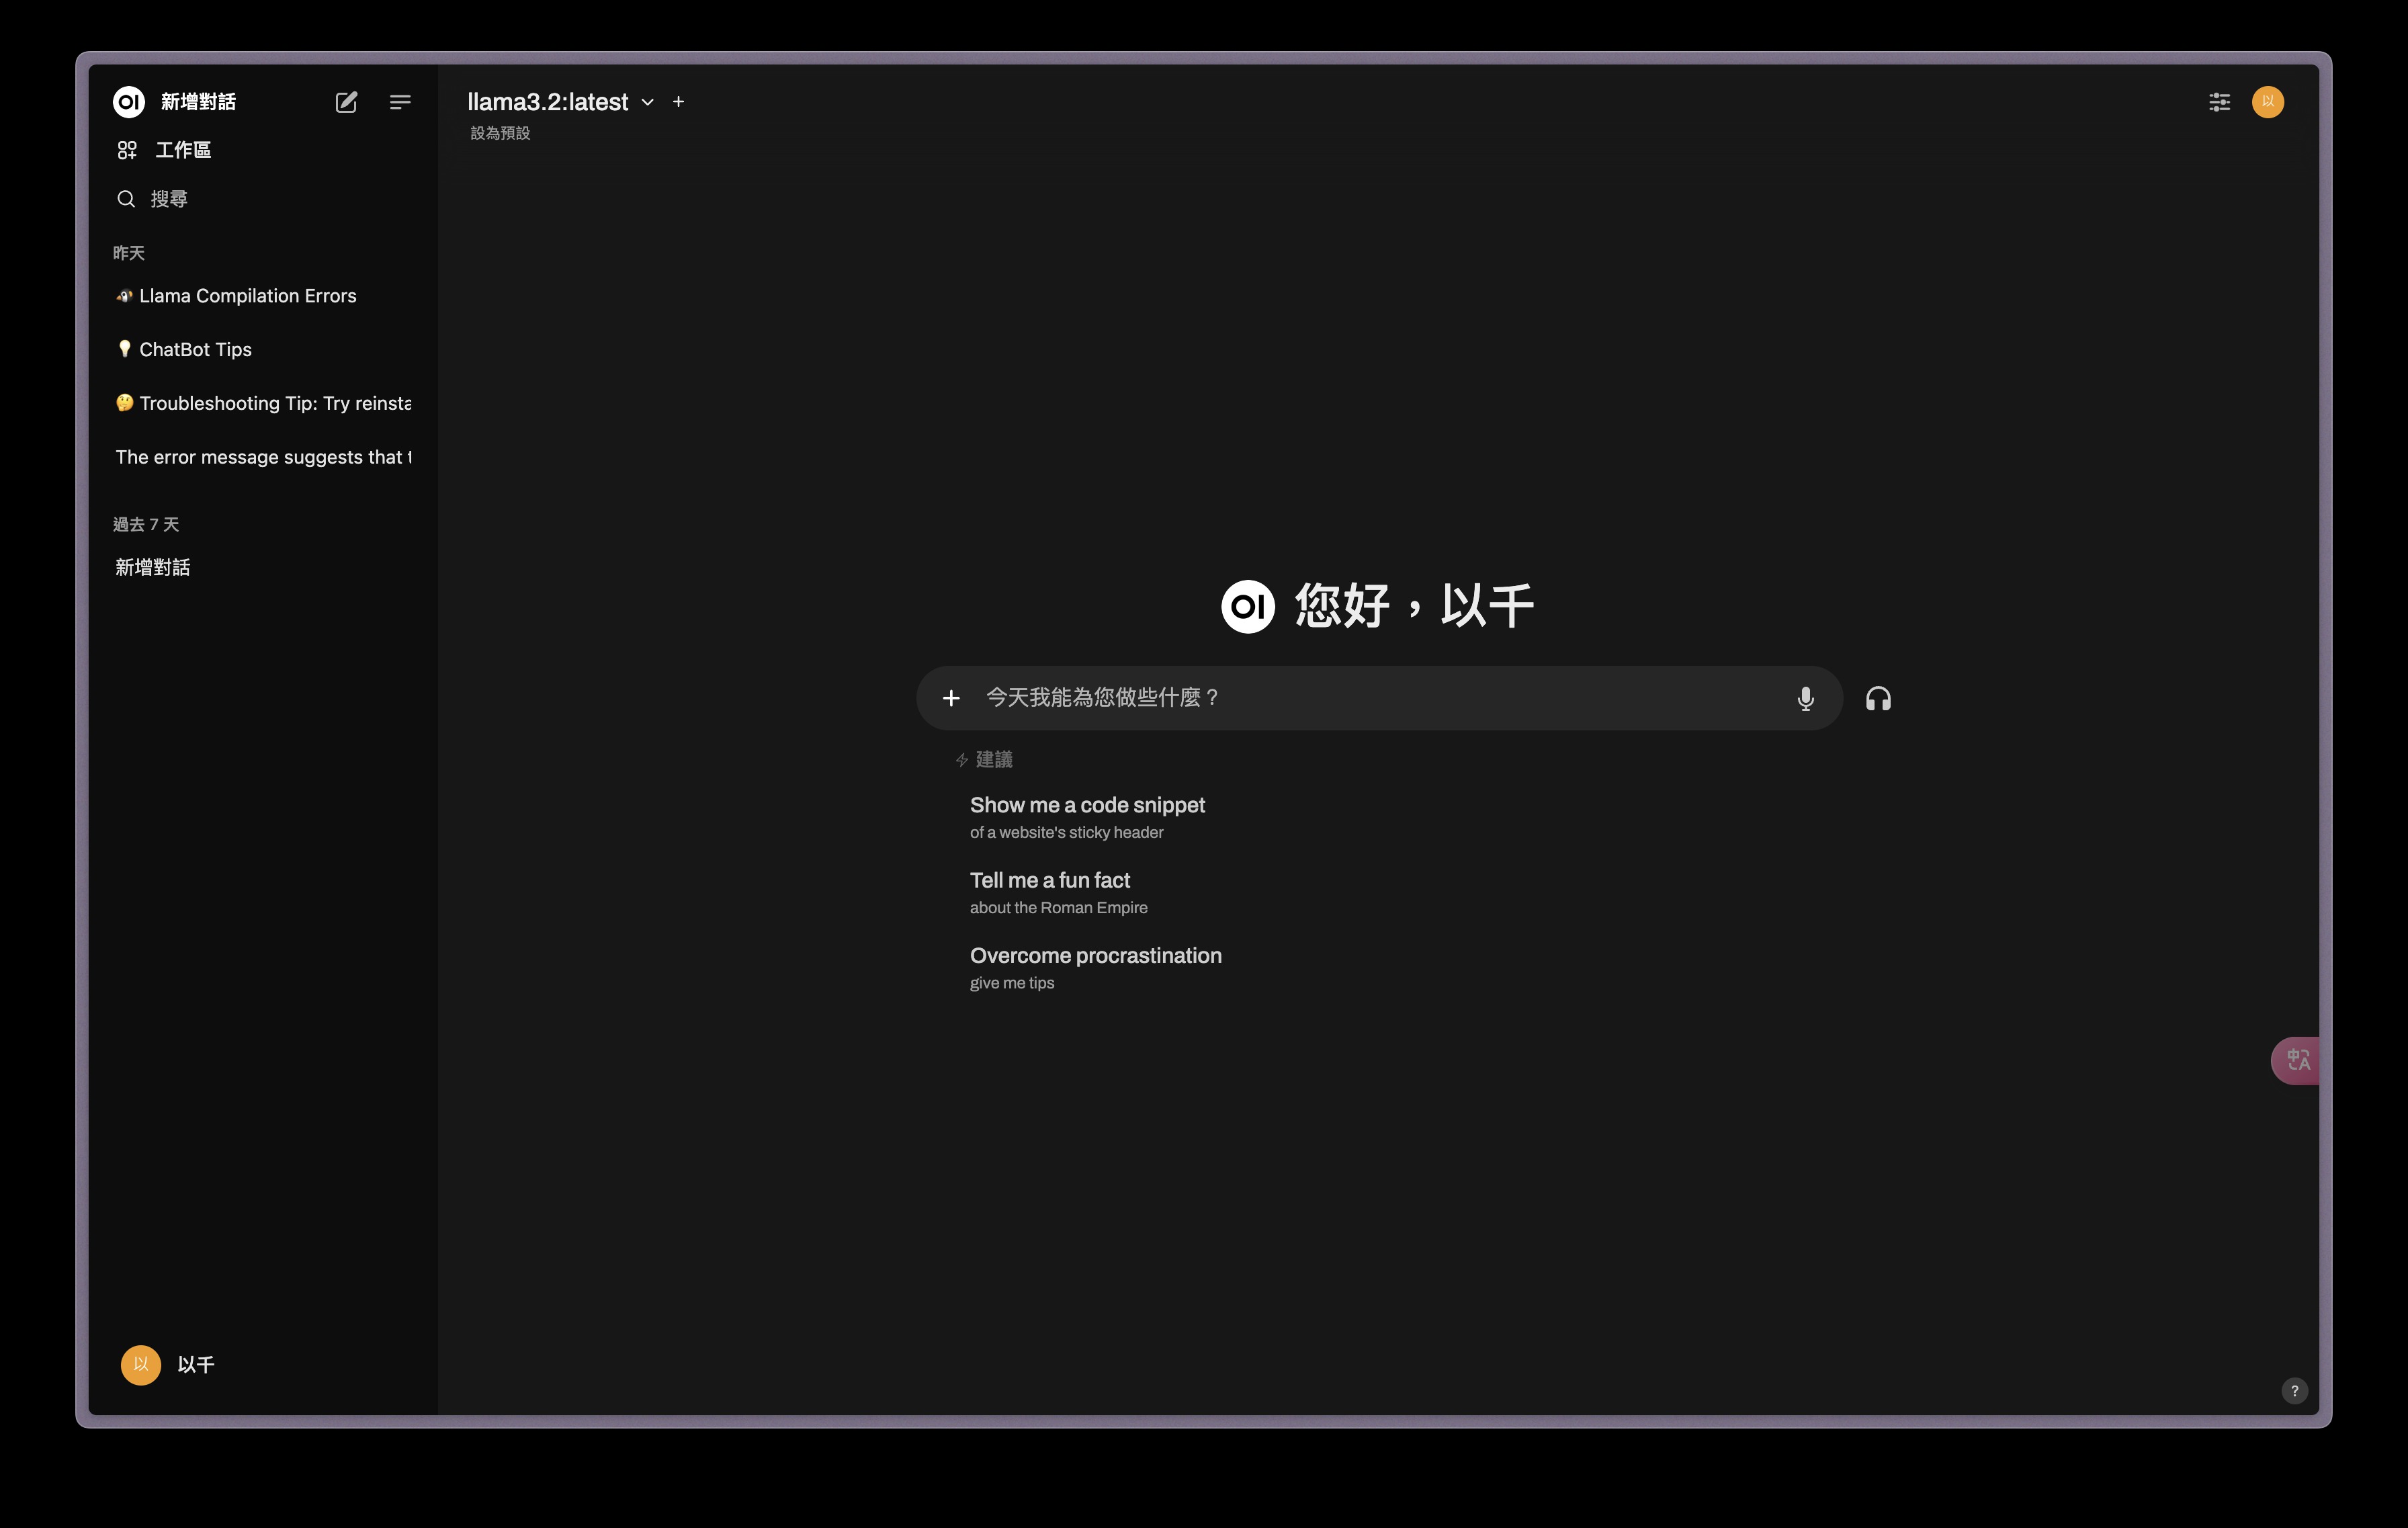 OI 新增對話
工作區
搜尋
昨天
Llama Compilation Errors
ChatBot Tips
Troubleshooting Tip: Try reinsta
The error message suggests that t
過去 7 天
新增對話
以 以千
llama3.2:latest
設為預設
以
OI 您好，以千
今天我能為您做些什麼？
建議
Show me a code snippet
of a website's sticky header
Tell me a fun fact
about the Roman Empire
Overcome procrastination
give me tips
中A
?